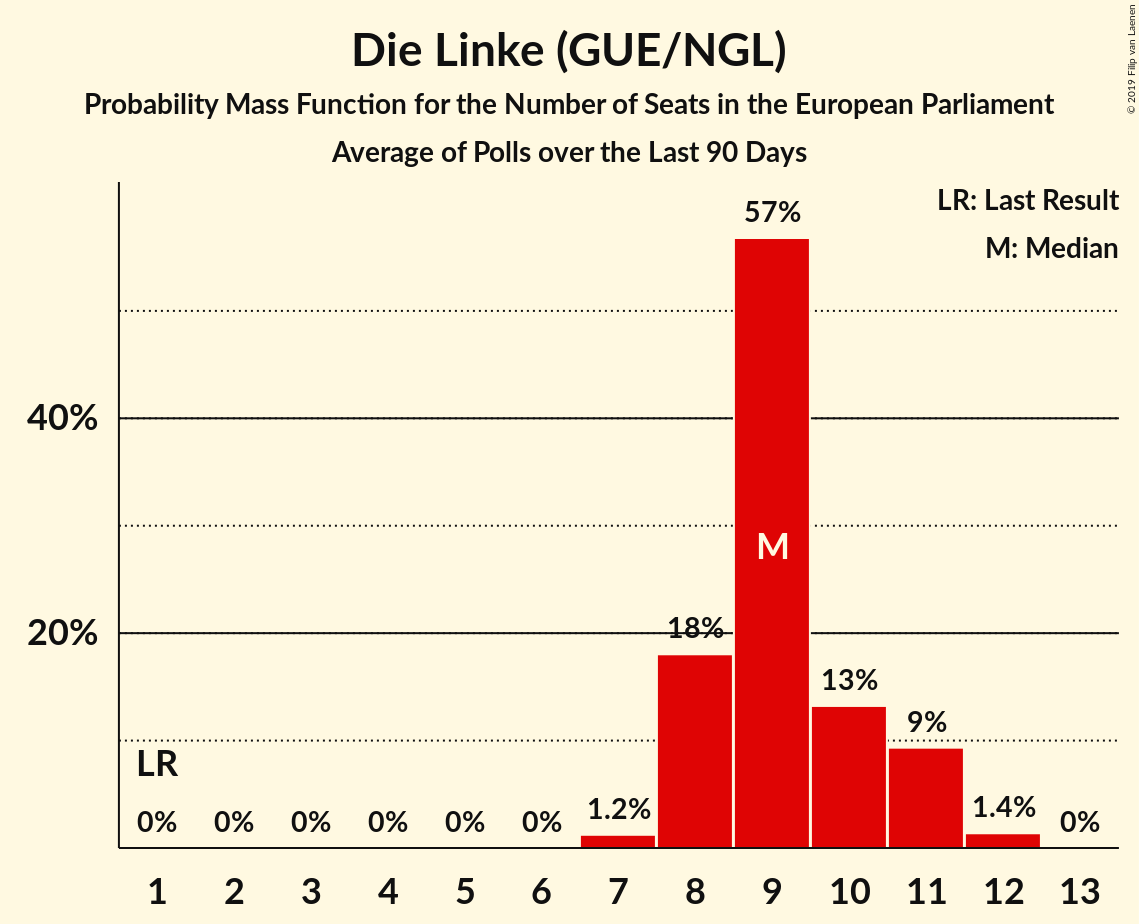 Die Linke (GUE/NGL)
Probability Mass Function for the Number of Seats in the European Parliament
Average of Polls over the Last 90 Days
© 2019 Filip van Laenen
LR: Last Result
M: Median
57%
40%
M
20%
18%
13%
9%
LR
0% 0% 0% 0% 0% 0% 1.2% 1.4% 0%
1 2 3 4 5 6 7 8 9 10 11 12 13